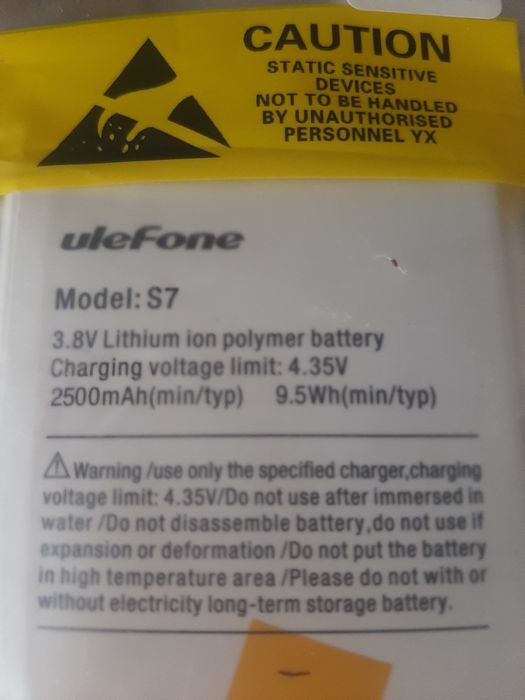 CAUTION
STATIC SENSITIVE
DEVICES
NOT TO BE HANDLED
BY UNAUTHORISED
PERSONNEL YX
uleFone
Model: S7
3.8V Lithium ion polymer battery
Charging voltage limit: 4.35V
2500mAh(min/typ) 9.5Wh(min/typ)
Warning /use only the specified charger,charging
voltage limit: 4.35V/Do not use after immersed in
water /Do not disassemble battery,do not use if
expansion or deformation /Do not put the battery
in high temperature area /Please do not with or
without electricity long-term storage battery.